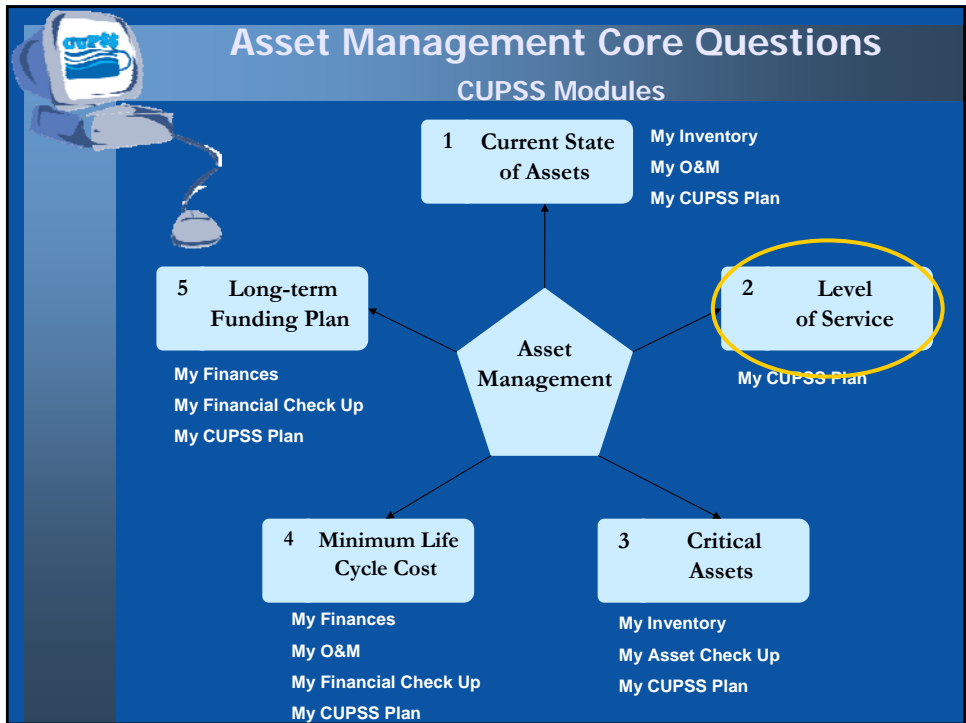 CUPSS
Asset Management Core Questions
CUPSS Modules
1 Current State
of Assets
My Inventory
My O&M
My CUPSS Plan
2 Level
of Service
My CUPSS Plan
3 Critical
Assets
My Inventory
My Asset Check Up
My CUPSS Plan
4 Minimum Life
Cycle Cost
My Finances
My O&M
My Financial Check Up
My CUPSS Plan
5 Long-term
Funding Plan
My Finances
My Financial Check Up
My CUPSS Plan
Asset
Management